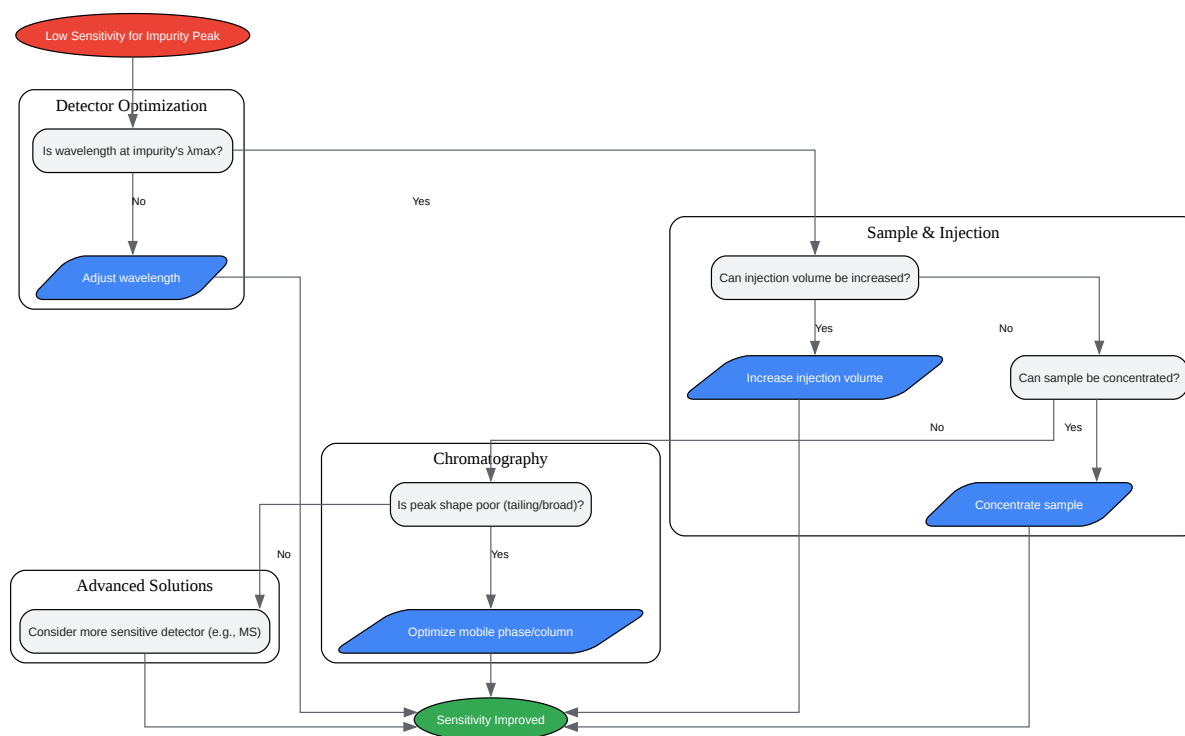 Low Sensitivity for Impurity Peak
Detector Optimization
Is wavelength at impurity's λmax?
No
Yes
Adjust wavelength
Sample & Injection
Can injection volume be increased?
Yes
No
Increase injection volume
Can sample be concentrated?
No
Yes
Chromatography
Is peak shape poor (tailing/broad)?
Concentrate sample
No
Yes
Advanced Solutions
Consider more sensitive detector (e.g., MS)
Optimize mobile phase/column
Sensitivity Improved